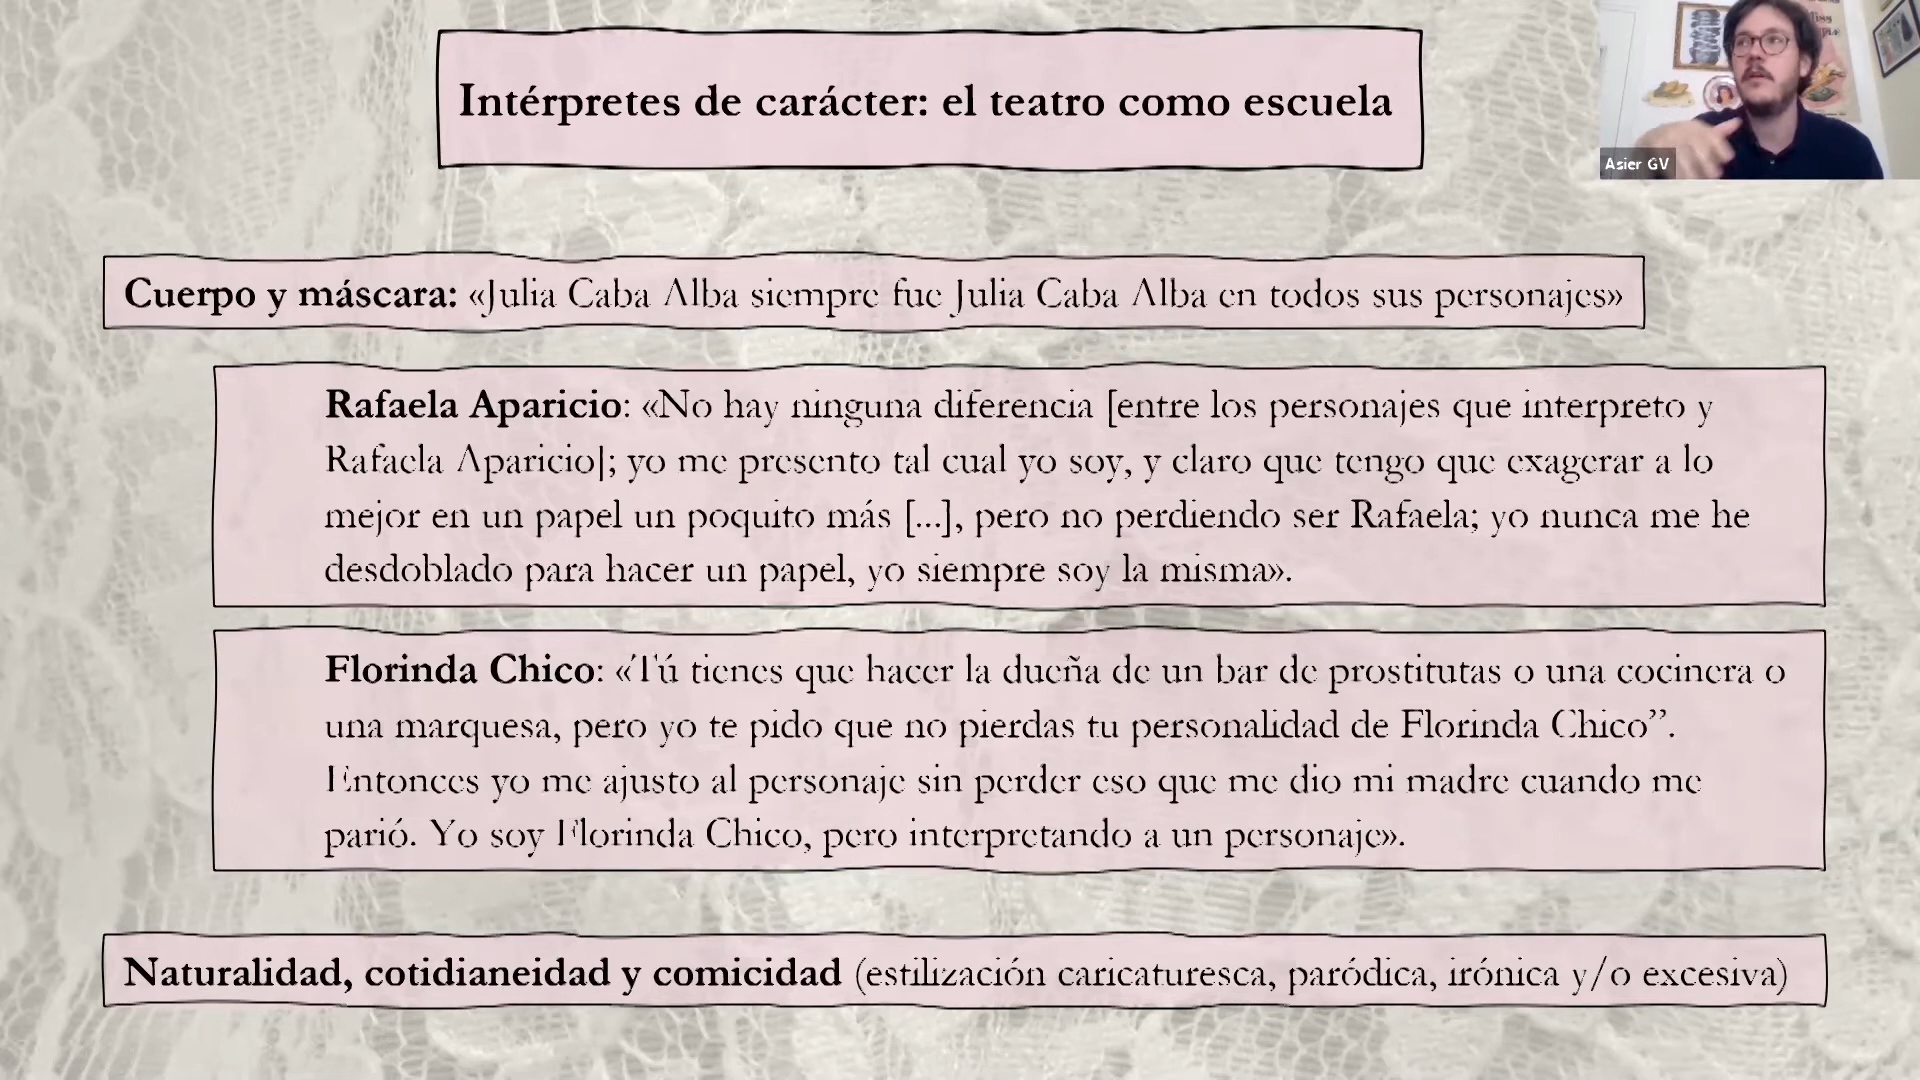 Intérpretes de carácter: el teatro como escuela
Asier GV
Cuerpo y máscara: «Julia Caba Alba siempre fue Julia Caba Alba en todos sus personajes»
Rafaela Aparicio: «No hay ninguna diferencia [entre los personajes que interpreto y
Rafaela Aparicio]; yo me presento tal cual yo soy, y claro que tengo que exagerar a lo
mejor en un papel un poquito más [...], pero no perdiendo ser Rafaela; yo nunca me he
desdoblado para hacer un papel, yo siempre soy la misma».
Florinda Chico: «“Tú tienes que hacer la dueña de un bar de prostitutas o una cocinera o
una marquesa, pero yo te pido que no pierdas tu personalidad de Florinda Chico”.
Entonces yo me ajusto al personaje sin perder eso que me dio mi madre cuando me
parió. Yo soy Florinda Chico, pero interpretando a un personaje».
Naturalidad, cotidianeidad y comicidad (estilización caricaturesca, paródica, irónica y/o excesiva)